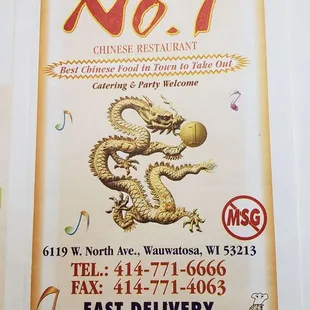 No.1
CHINESE RESTAURANT
Best Chinese Food in Town to Take Out
Catering & Party Welcome
MSG
6119 W. North Ave., Wauwatosa, WI 53213
TEL.: 414-771-6666
FAX: 414-771-4063
FAST DELIVERY